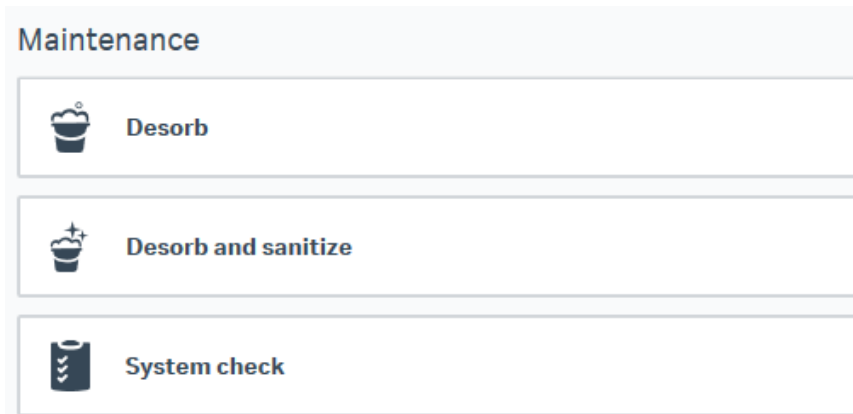 Maintenance
Desorb
Desorb and sanitize
System check